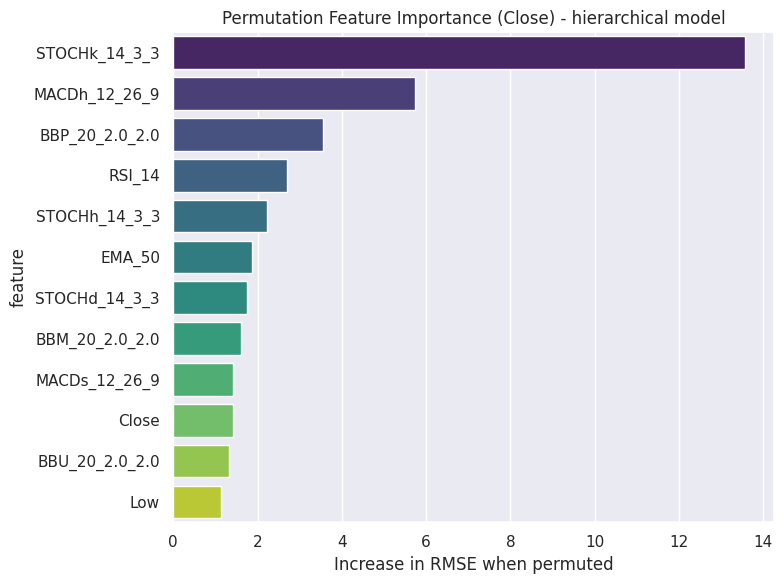 Permutation Feature Importance (Close) - hierarchical model
feature
STOCHk_14_3_3
MACDh_12_26_9
BBP_20_2.0_2.0
RSI_14
STOCHh_14_3_3
EMA_50
STOCHd_14_3_3
BBM_20_2.0_2.0
MACDs_12_26_9
Close
BBU_20_2.0_2.0
Low
0 2 4 6 8 10 12 14
Increase in RMSE when permuted